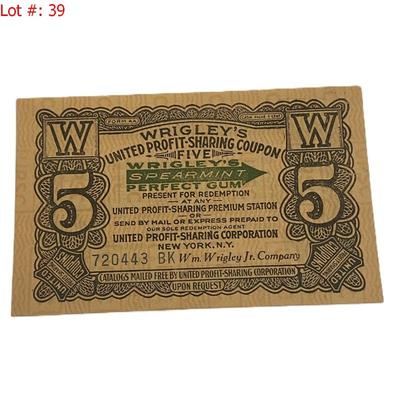 Lot #: 39
FORM AA
W WRIGLEY'S W
UNITED PROFIT-SHARING COUPON
FIVE
WRIGLEY'S
5 SPEARMINT 5
PERFECT GUM
PRESENT FOR REDEMPTION
AT ANY
UNITED PROFIT-SHARING PREMIUM STATION
OR
SEND BY MAIL OR EXPRESS PREPAID TO
OUR SOLE REDEMPTION AGENT
UNITED PROFIT-SHARING CORPORATION
NEW YORK, N.Y.
720443 BK Wm. Wrigley Jr. Company
CATALOGS MAILED FREE BY UNITED PROFIT-SHARING CORPORATION
UPON REQUEST